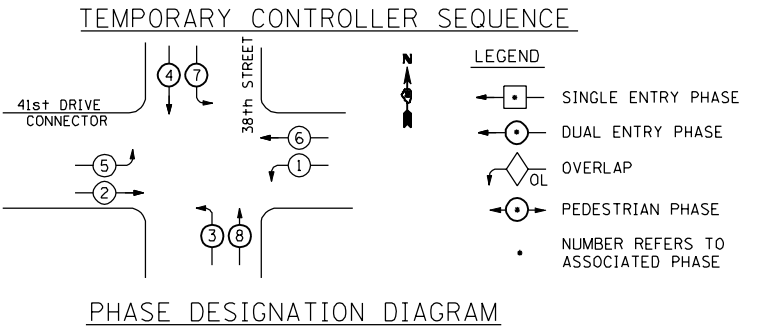 TEMPORARY CONTROLLER SEQUENCE
LEGEND
4 7
38th STREET
N
41st DRIVE
CONNECTOR
SINGLE ENTRY PHASE
6
DUAL ENTRY PHASE
5
1
OVERLAP
OL
2
PEDESTRIAN PHASE
3 8
NUMBER REFERS TO
ASSOCIATED PHASE
PHASE DESIGNATION DIAGRAM